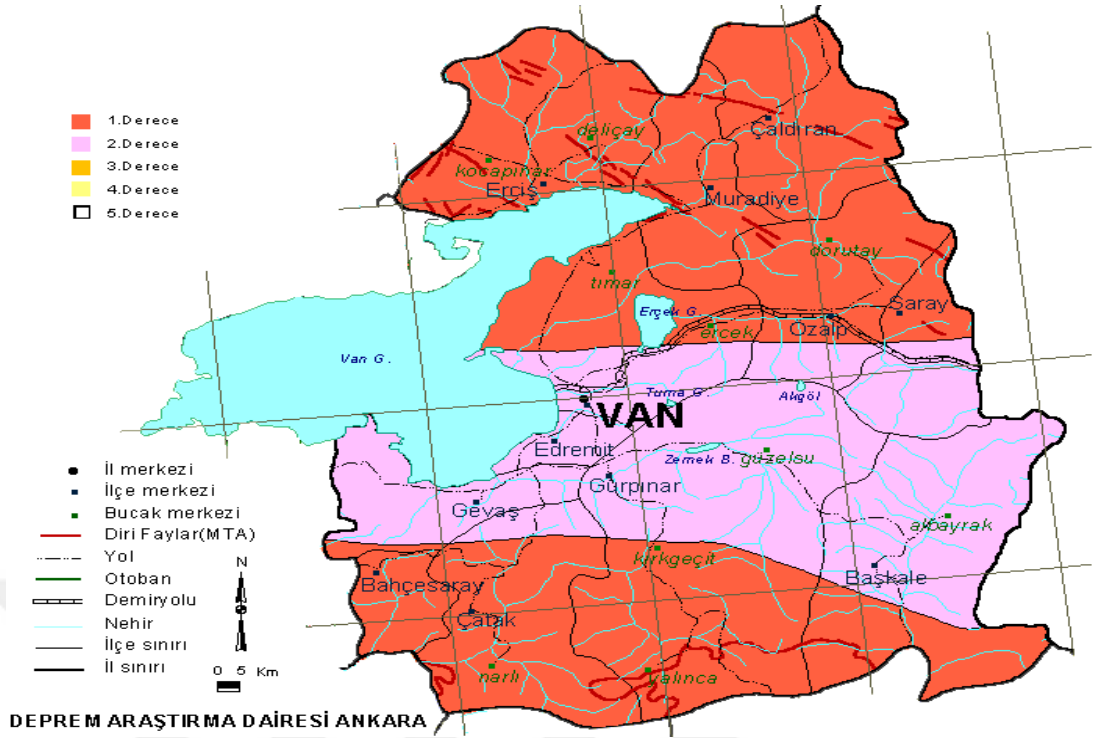 1.Derece
2.Derece
3.Derece
4.Derece
5.Derece
deliçay
Çaldıran
kocapınar
Erciş
Muradiye
dorutay
tımar
Saray
Erçek G.
ercek
Özalp
Van G.
Tuma G.
Akgöl
VAN
Edremit
Zernek B.
güzelsu
Gürpınar
Gevaş
albayrak
kırkgeçit
Bahçesaray
Başkale
Çatak
narlı
yalınca
İl merkezi
İlçe merkezi
Bucak merkezi
Diri Faylar(MTA)
Yol
Otoban
Demiryolu
Nehir
İlçe sınırı
İl sınırı
N
0 5 Km
DEPREM ARAŞTIRMA DAİRESİ ANKARA